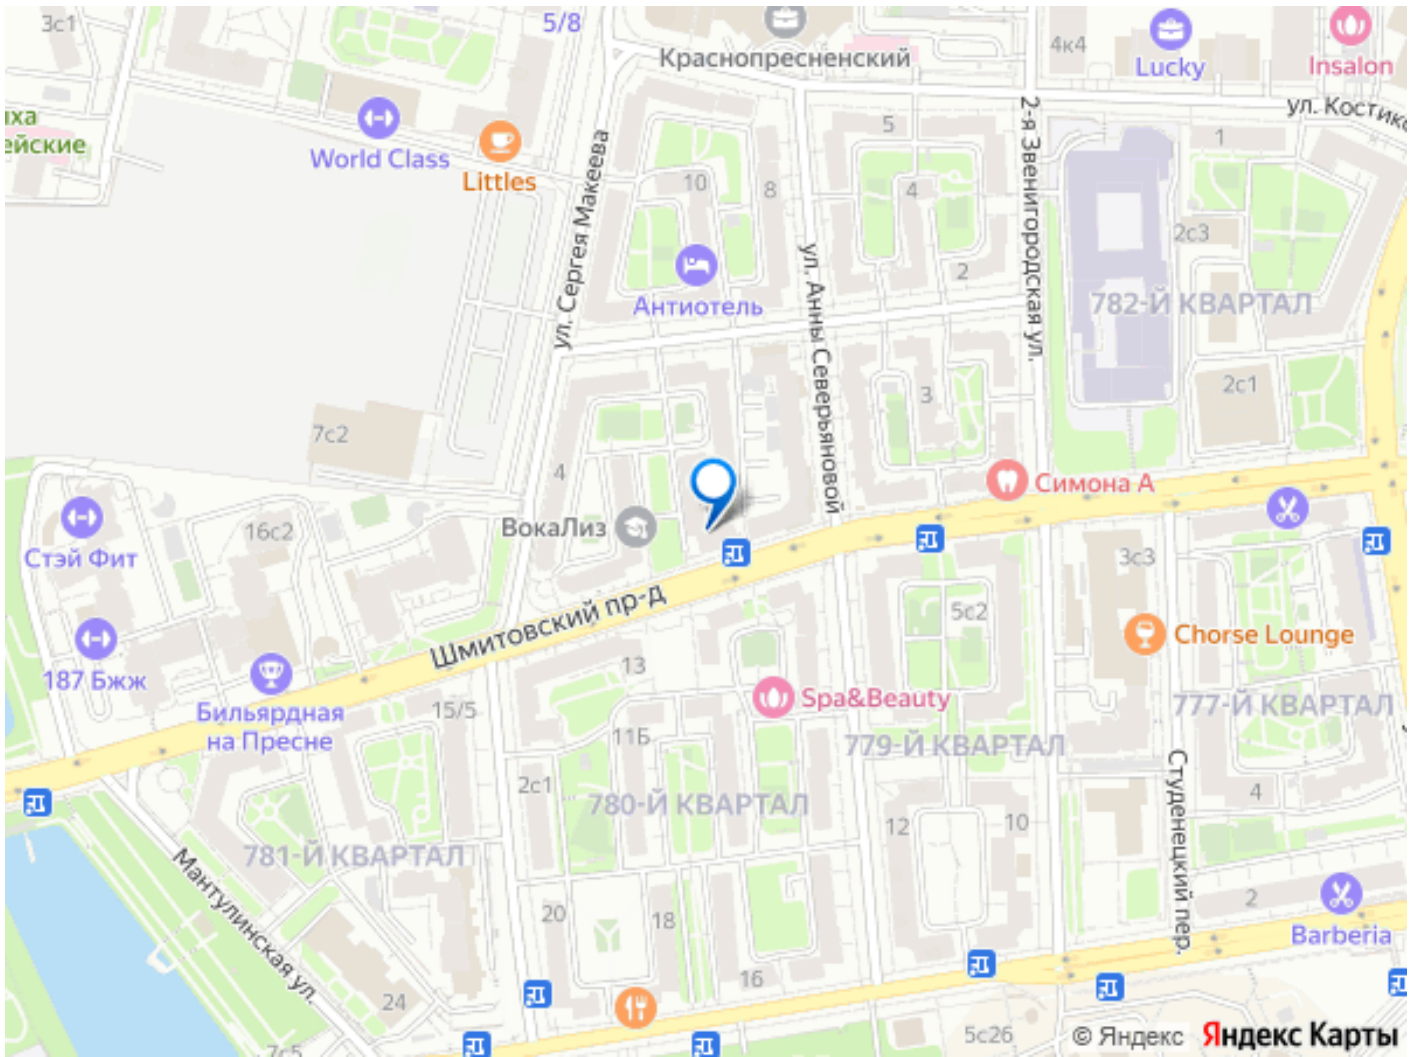 3с1
5/8
Краснопресненский
4к4
Lucky
Insalon
ул. Костико
иха
ейские
World Class
Littles
ул. Сергея Макеева
10
8
5
4
2
ул. Анны Северьяновой
2-я Звенигородская ул.
1
2с3
Антиотель
782-Й КВАРТАЛ
7с2
4
3
2с1
Симона А
ВокаЛиз
16с2
Стэй Фит
3с3
Шмитовский пр-д
5с2
Chorse Lounge
187 Бжж
13
Бильярдная
на Пресне
15/5
Spa&Beauty
11Б
779-Й КВАРТАЛ
777-Й КВАРТАЛ
2с1
780-Й КВАРТАЛ
Студенецкий пер.
4
12
10
781-Й КВАРТАЛ
Мантулинская ул.
20
18
2
Barberia
16
24
7с5
5с26
© Яндекс
Яндекс Карты